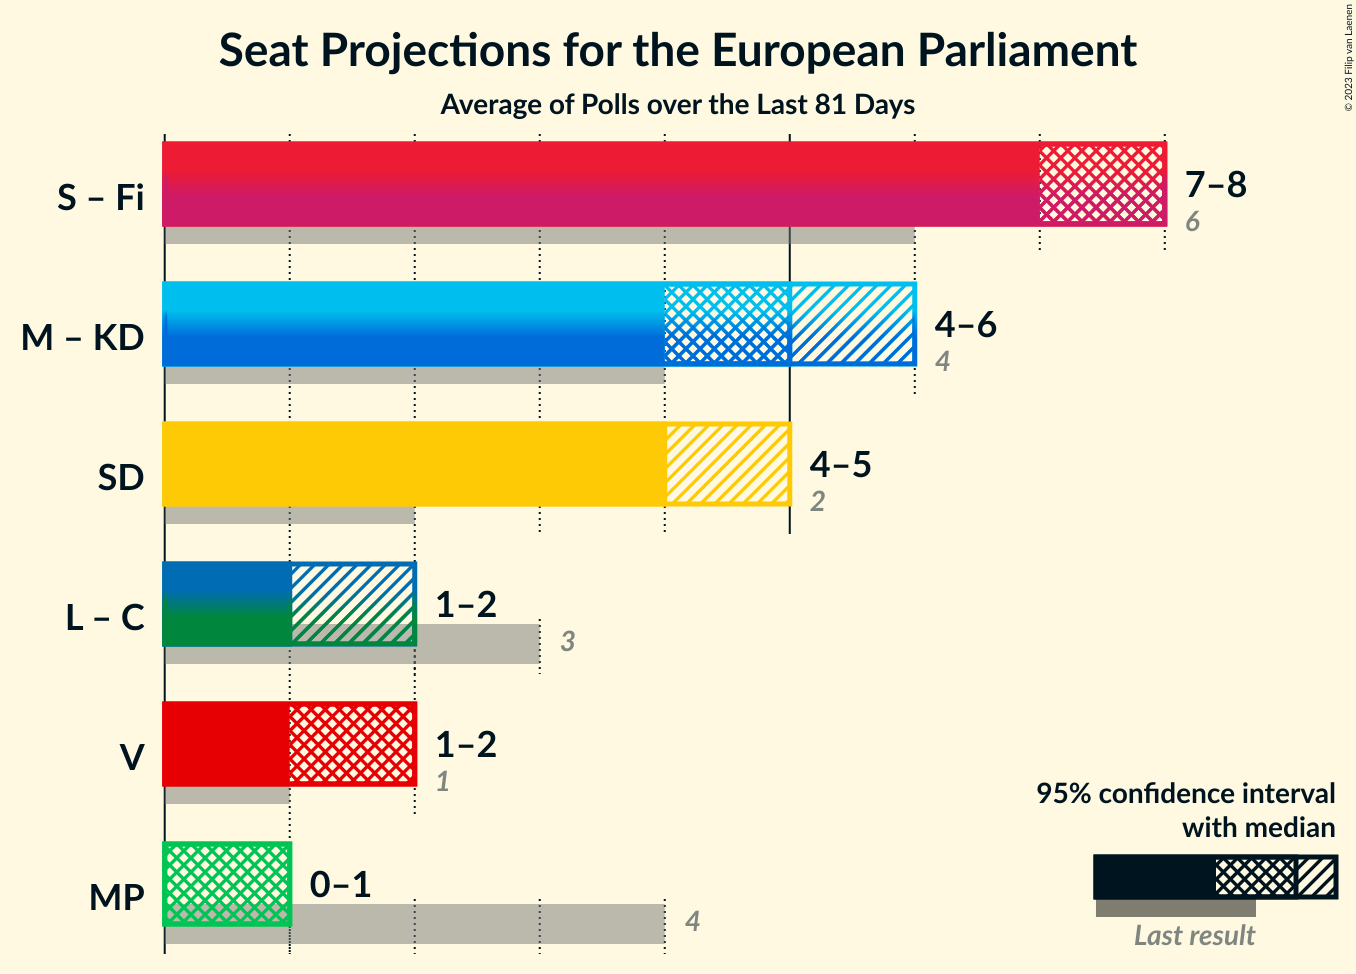 Seat Projections for the European Parliament
Average of Polls over the Last 81 Days
© 2023 Filip van Laenen
S – Fi
7–8
6
M – KD
4–6
4
SD
4–5
2
L – C
1–2
3
V
1–2
1
MP
0–1
4
95% confidence interval
with median
Last result